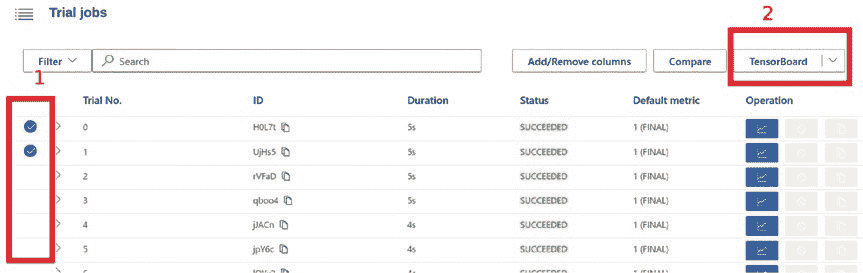 Trial jobs
2
Filter Search Add/Remove columns Compare TensorBoard
1
Trial No. ID Duration Status Default metric Operation
0 H0L7t 5s SUCCEEDED 1 (FINAL)
1 UjHs5 5s SUCCEEDED 1 (FINAL)
2 rVFaD 5s SUCCEEDED 1 (FINAL)
3 qboo4 5s SUCCEEDED 1 (FINAL)
4 jJACn 4s SUCCEEDED 1 (FINAL)
5 jpY6c 4s SUCCEEDED 1 (FINAL)